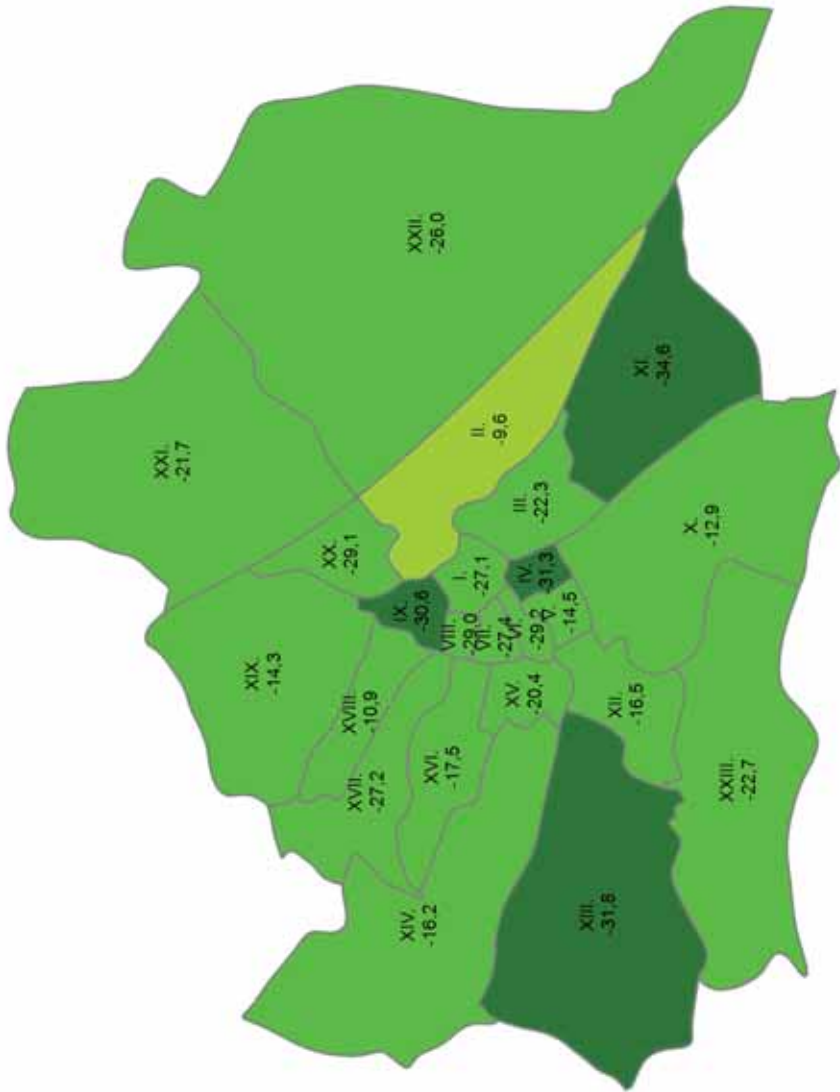 XXI.
-21,7
XXII.
-26,0
XX.
-29,1
XIX.
-14,3
XVIII.
-10,9
XVII.
-27,2
XVI.
-17,5
XIV.
-16,2
IX.
-30,6
II.
-9,6
I.
-27,1
VIII.
-29,0
VII.
-27,4
VI.
-29,2
V.
-14,5
IV.
-31,3
III.
-22,3
XI.
-34,6
XV.
-20,4
XIII.
-31,8
XII.
-16,5
X.
-12,9
XXIII.
-22,7